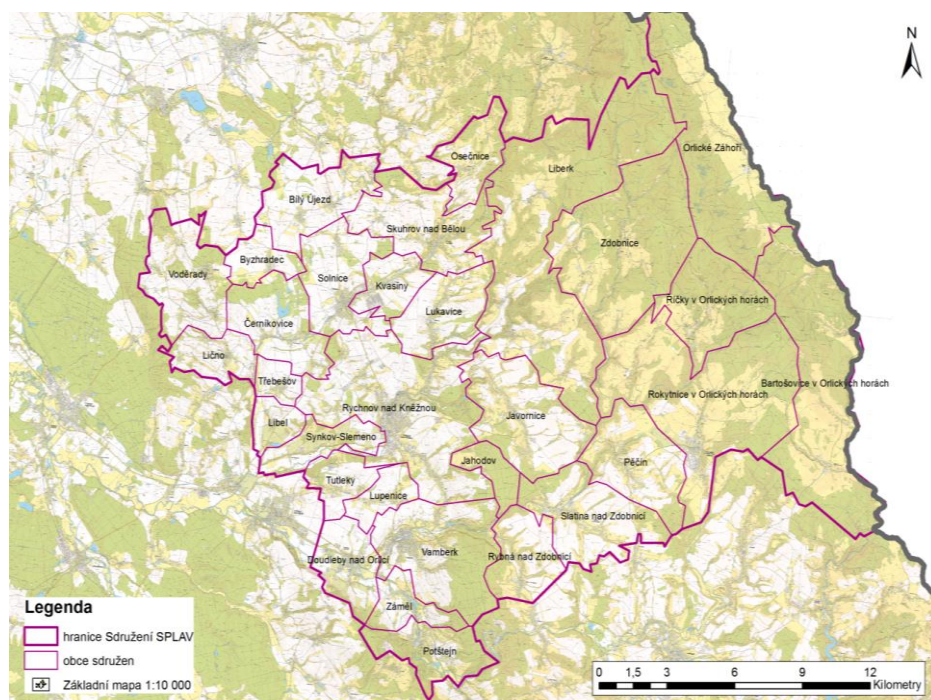 N
Orlické Záhoří
Osečnice
Liberk
Bílý Újezd
Skuhrov nad Bělou
Zdobnice
Byzhradec
Voděrady
Solnice
Kvasiny
Říčky v Orlických horách
Lukavice
Černíkovice
Lično
Třebešov
Bartošovice v Orlických horách
Rokytnice v Orlických horách
Rychnov nad Kněžnou
Javornice
Libel
Synkov-Slemeno
Jahodov
Pěčín
Tutleky
Lupenice
Slatina nad Zdobnicí
Vamberk
Rybná nad Zdobnicí
Doudleby nad Orlicí
Záměl
Potštejn
Legenda
hranice Sdružení SPLAV
obce sdružen
Základní mapa 1:10 000
0 1,5 3 6 9 12
Kilometry